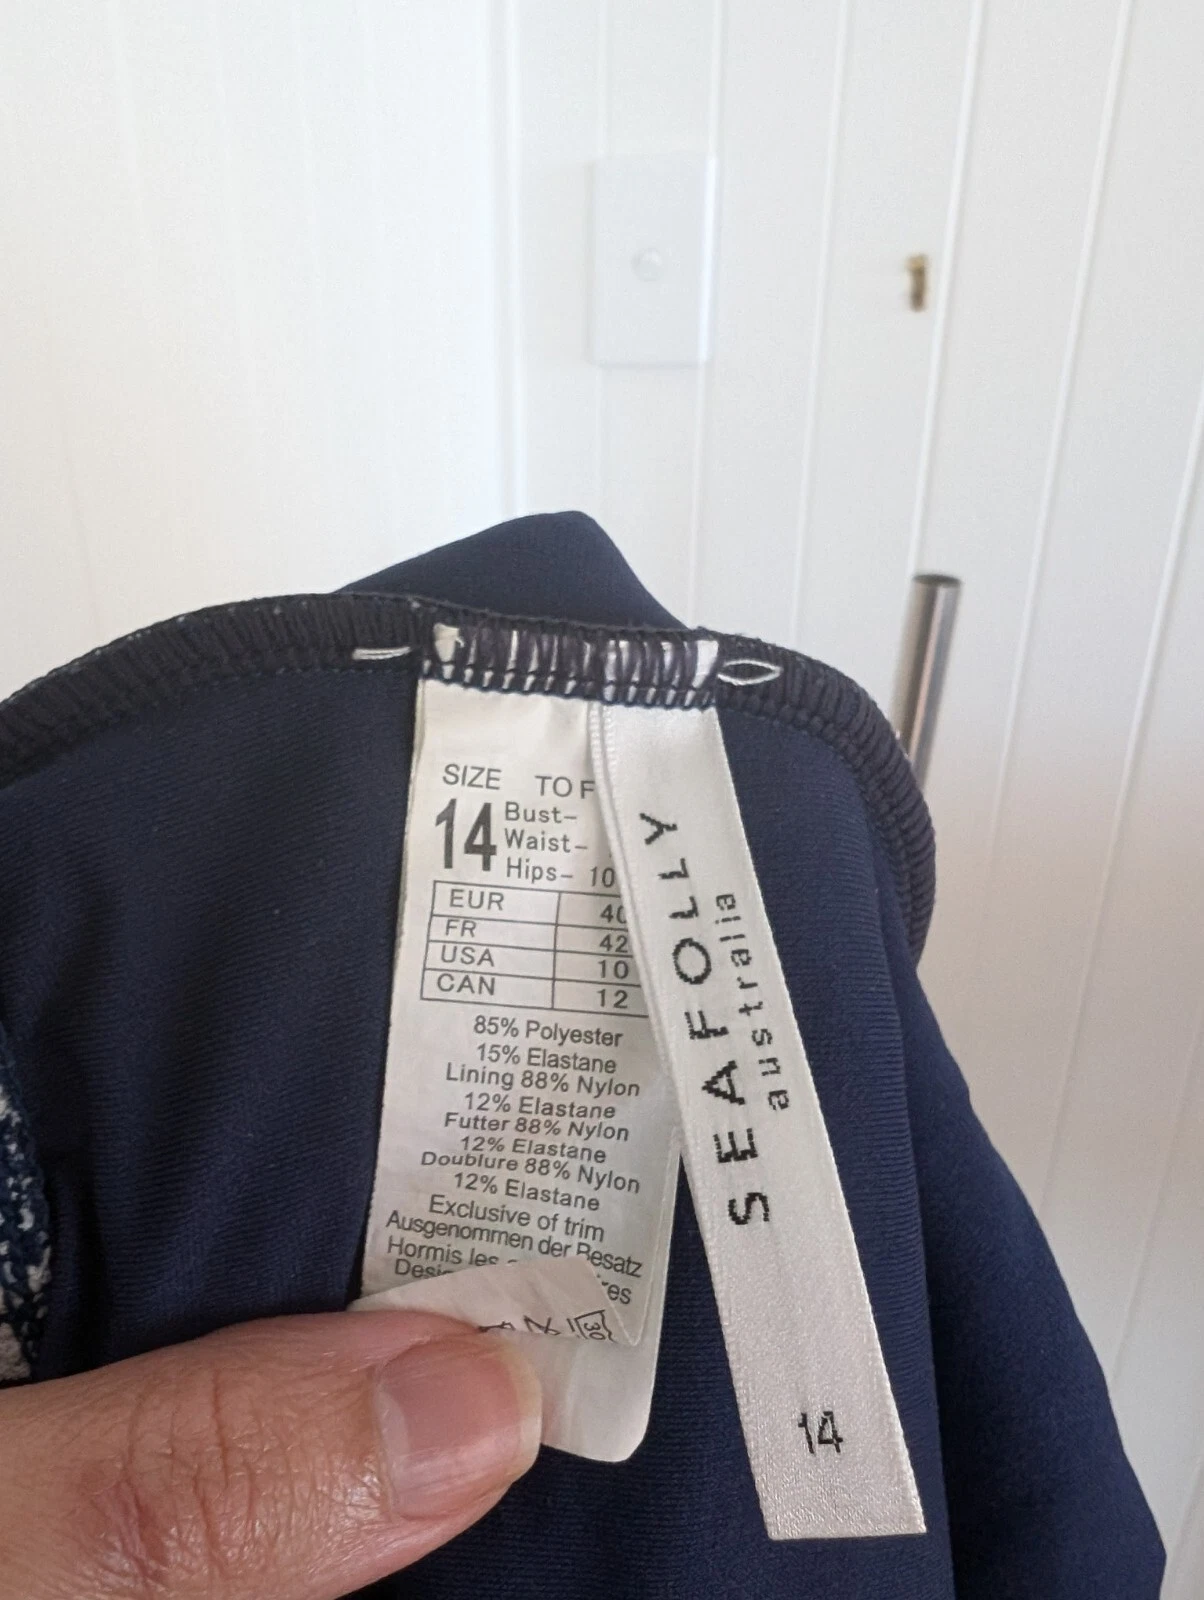 SIZE TO F
14
Bust-
Waist-
Hips- 10
EUR 40
FR 42
USA 10
CAN 12
85% Polyester
15% Elastane
Lining 88% Nylon
12% Elastane
Futter 88% Nylon
12% Elastane
Doublure 88% Nylon
12% Elastane
Exclusive of trim
Ausgenommen der Besatz
Hormis les
30
SEAFOLLY
australia
14